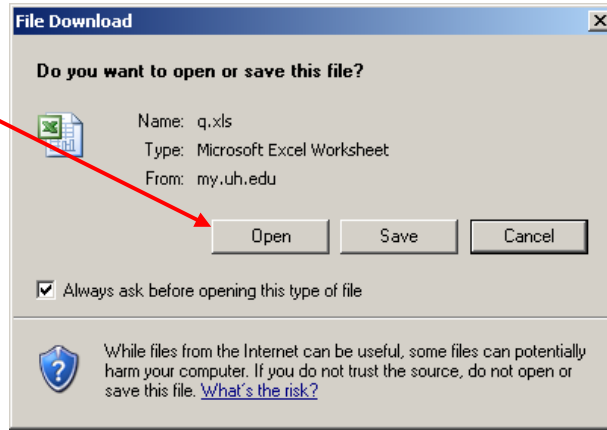 File Download
Do you want to open or save this file?
Name: q.xls
Type: Microsoft Excel Worksheet
From: my.uh.edu
Open Save Cancel
Always ask before opening this type of file
While files from the Internet can be useful, some files can potentially
harm your computer. If you do not trust the source, do not open or
save this file. What's the risk?